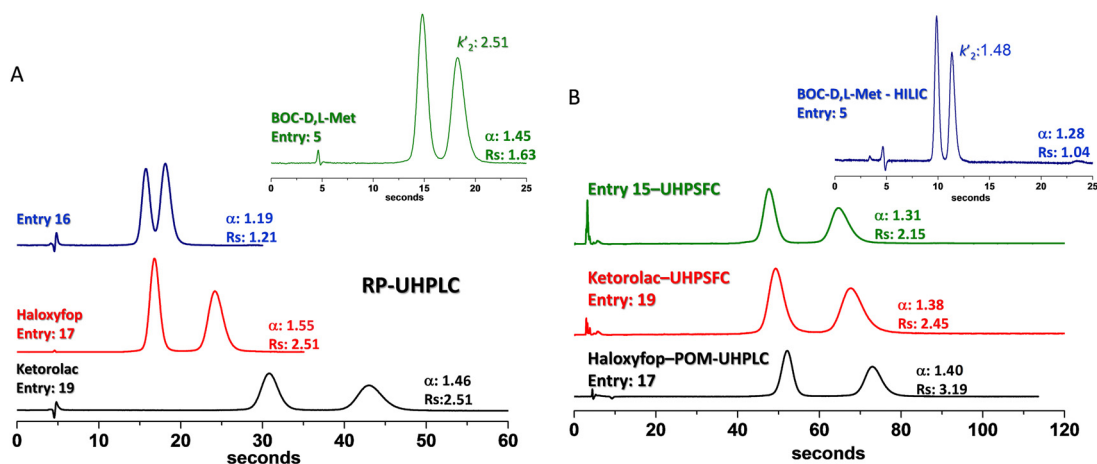 A
k'2: 2.51
BOC-D,L-Met
Entry: 5
α: 1.45
Rs: 1.63
0 5 10 15 20 25
seconds
Entry 16
α: 1.19
Rs: 1.21
RP-UHPLC
Haloxyfop
Entry: 17
α: 1.55
Rs: 2.51
Ketorolac
Entry: 19
α: 1.46
Rs:2.51
0 10 20 30 40 50 60
seconds
B
k'2:1.48
BOC-D,L-Met - HILIC
Entry: 5
α: 1.28
Rs: 1.04
0 5 10 15 20 25
seconds
Entry 15–UHPSFC
α: 1.31
Rs: 2.15
Ketorolac–UHPSFC
Entry: 19
α: 1.38
Rs: 2.45
Haloxyfop–POM-UHPLC
Entry: 17
α: 1.40
Rs: 3.19
0 20 40 60 80 100 120
seconds